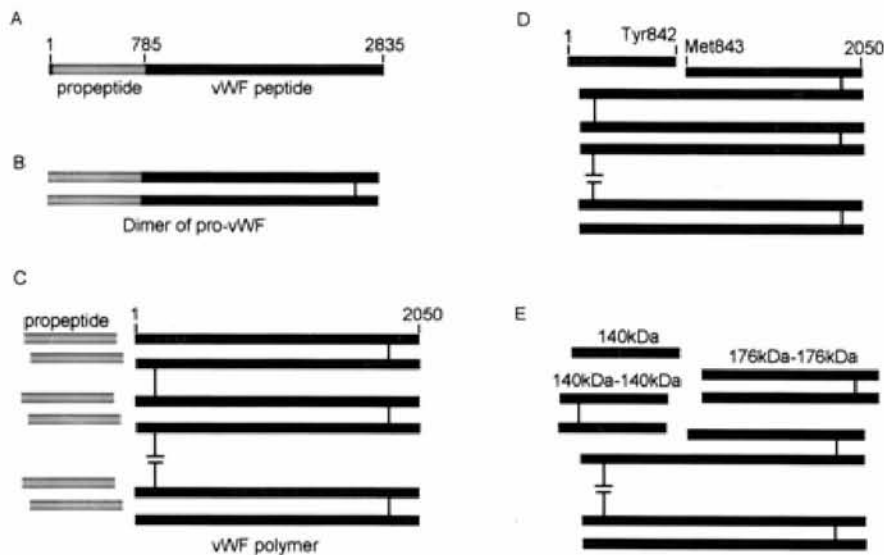 A
1 785 2835
propeptide vWF peptide
B
Dimer of pro-vWF
C
propeptide
1 2050
vWF polymer
D
1 Tyr842 Met843 2050
E
140kDa
176kDa-176kDa
140kDa-140kDa